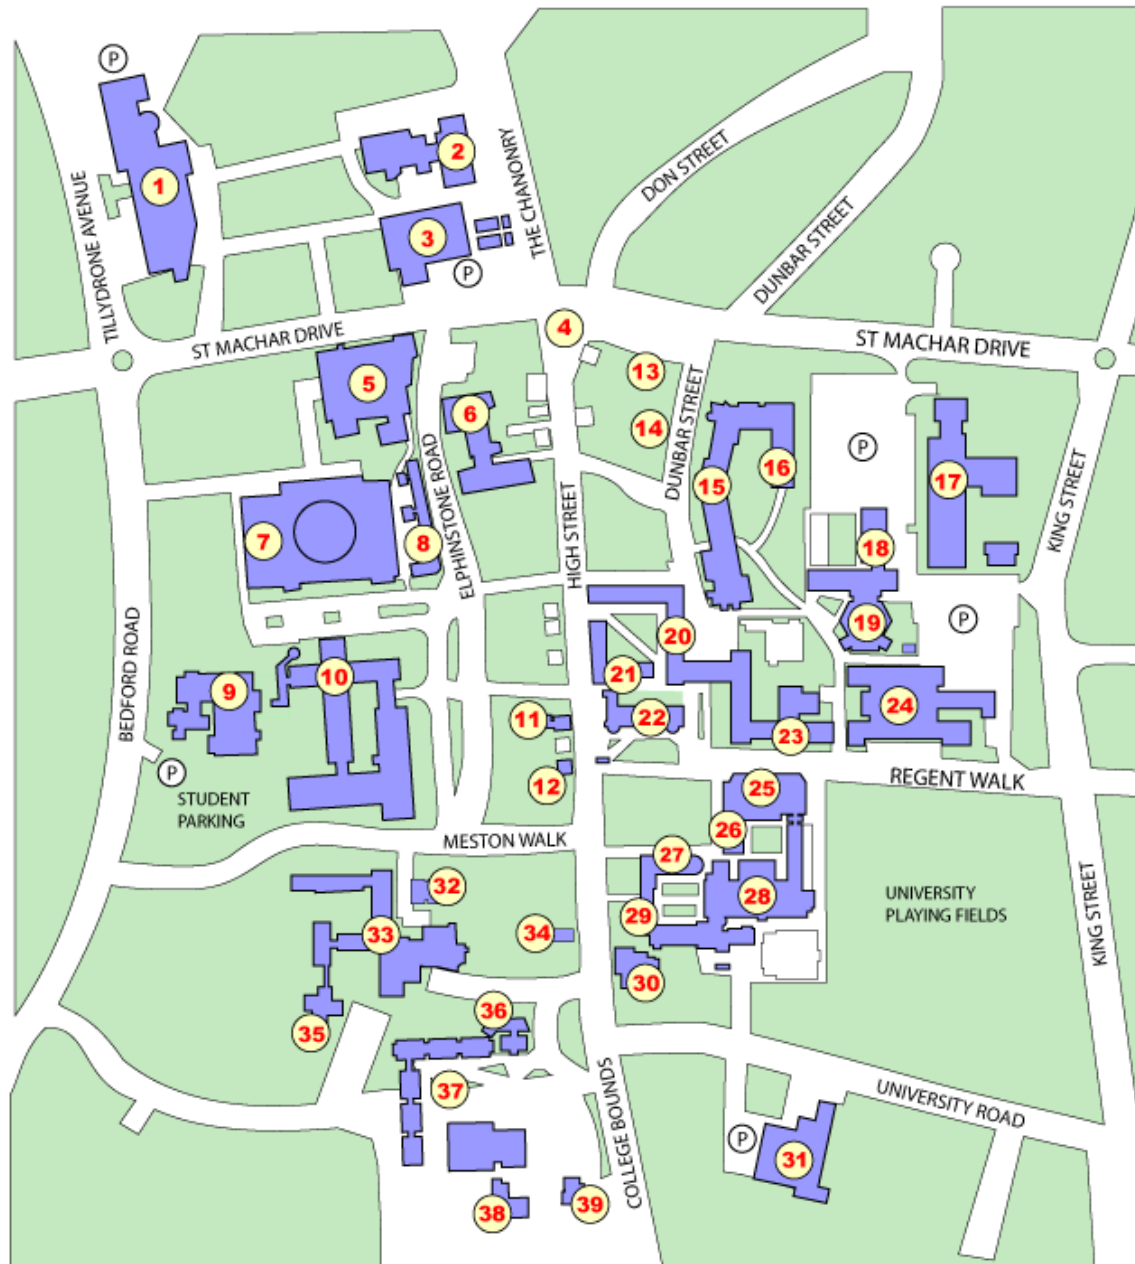 P
1
2
THE CHANONRY
DON STREET
TILLYDRONE AVENUE
3
P
DUNBAR STREET
4
ST MACHAR DRIVE
ST MACHAR DRIVE
5
13
6
14
DUNBAR STREET
P
15
16
17
KING STREET
ELPHINSTONE ROAD
HIGH STREET
7
8
18
19
P
BEDFORD ROAD
9
10
20
21
11
22
24
23
P
12
REGENT WALK
STUDENT
PARKING
25
MESTON WALK
26
27
32
28
UNIVERSITY
PLAYING FIELDS
29
33
34
KING STREET
30
35
36
37
COLLEGE BOUNDS
UNIVERSITY ROAD
P
31
38
39